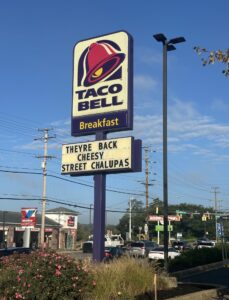 TACO
BELL
Breakfast
THEYRE BACK
CHEESY
STREET CHALUPAS